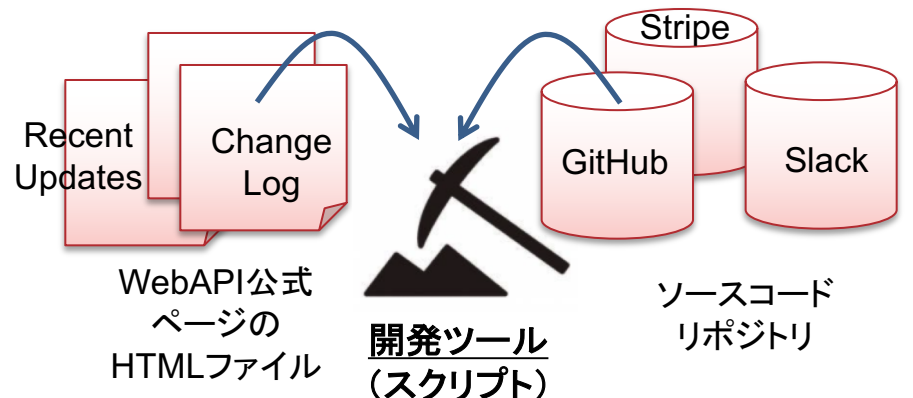 Recent
Updates
Change
Log
WebAPI公式
ページの
HTMLファイル
開発ツール
(スクリプト)
Stripe
GitHub
Slack
ソースコード
リポジトリ